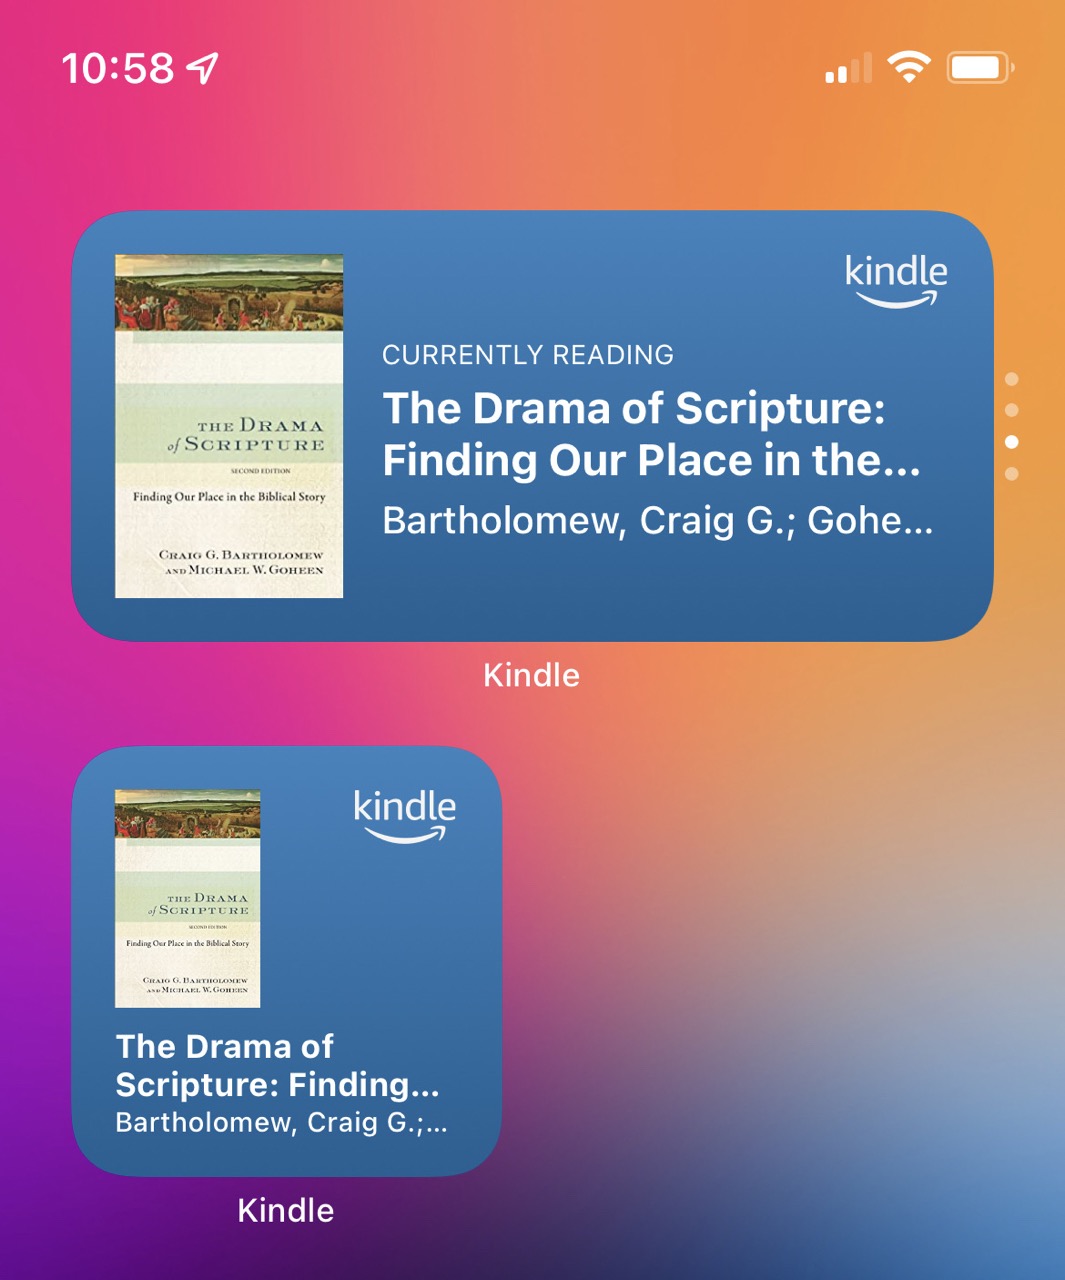 10:58
kindle
THE DRAMA
of SCRIPTURE
SECOND EDITION
Finding Our Place in the Biblical Story
CRAIG G. BARTHOLOMEW
AND MICHAEL W. GOHEEN
CURRENTLY READING
The Drama of Scripture:
Finding Our Place in the...
Bartholomew, Craig G.; Gohe...
Kindle
kindle
THE DRAMA
of SCRIPTURE
SECOND EDITION
Finding Our Place in the Biblical Story
CRAIG G. BARTHOLOMEW
AND MICHAEL W. GOHEEN
The Drama of
Scripture: Finding...
Bartholomew, Craig G.;...
Kindle